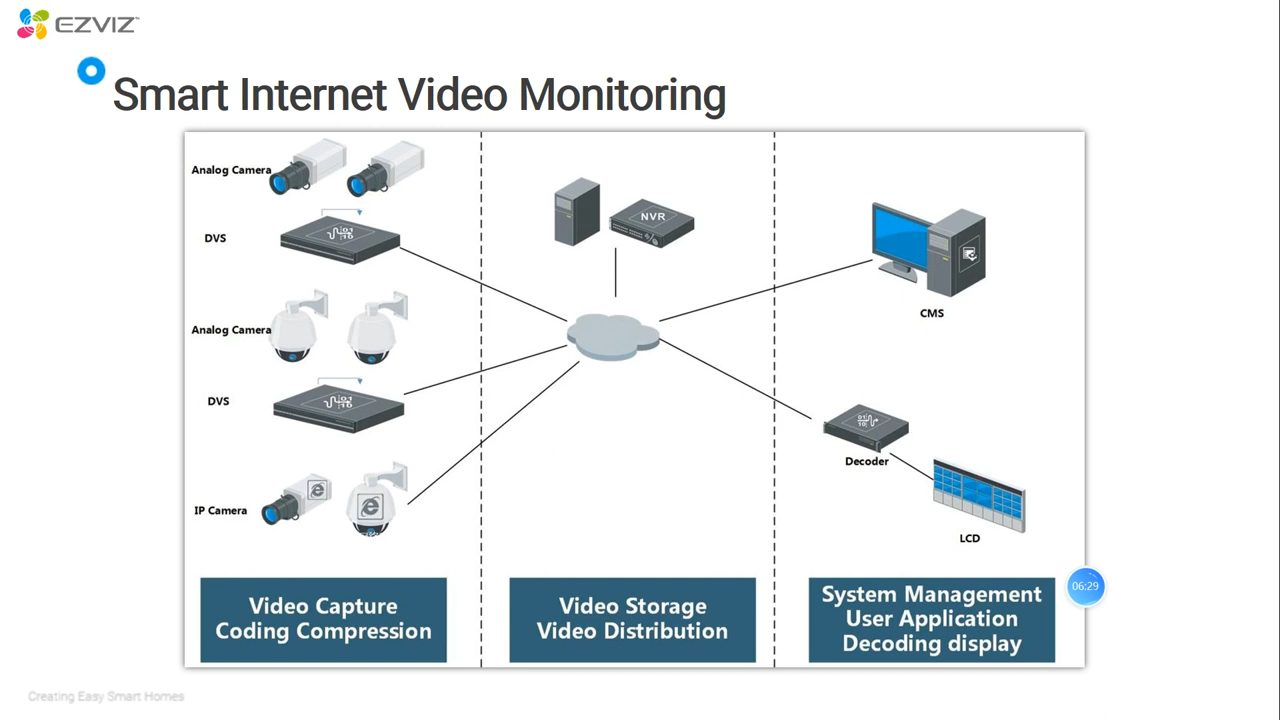 EZVIZ
Smart Internet Video Monitoring
Analog Camera
DVS
Analog Camera
DVS
IP Camera
NVR
CMS
Decoder
LCD
Video Capture
Coding Compression
Video Storage
Video Distribution
System Management
User Application
Decoding display
06:29
Creating Easy Smart Homes